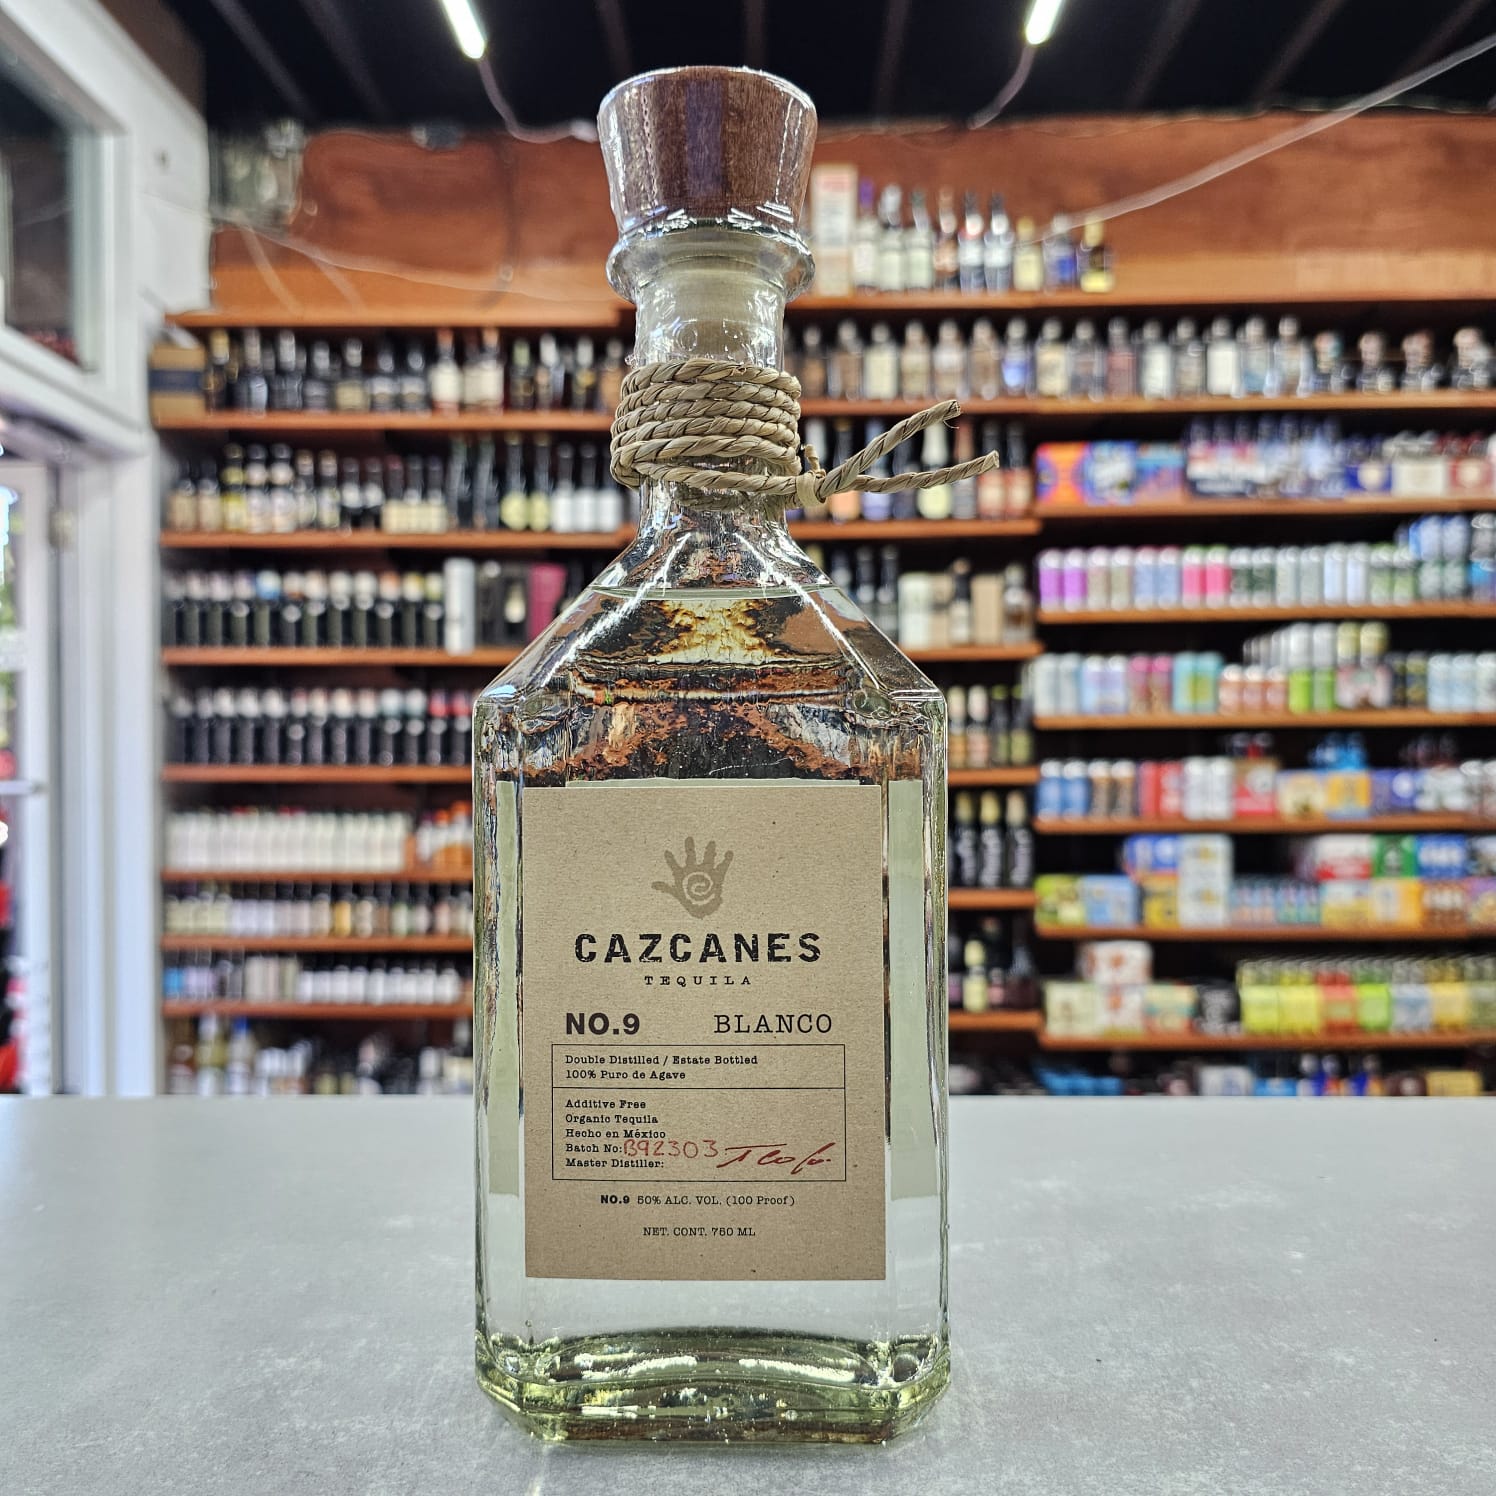 CAZCANES
TEQUILA
NO.9 BLANCO
Double Distilled / Estate Bottled
100% Puro de Agave
Additive Free
Organic Tequila
Hecho en México
Batch No: B92303
Master Distiller:
NO.9 50% ALC. VOL. (100 Proof)
NET. CONT. 750 ML